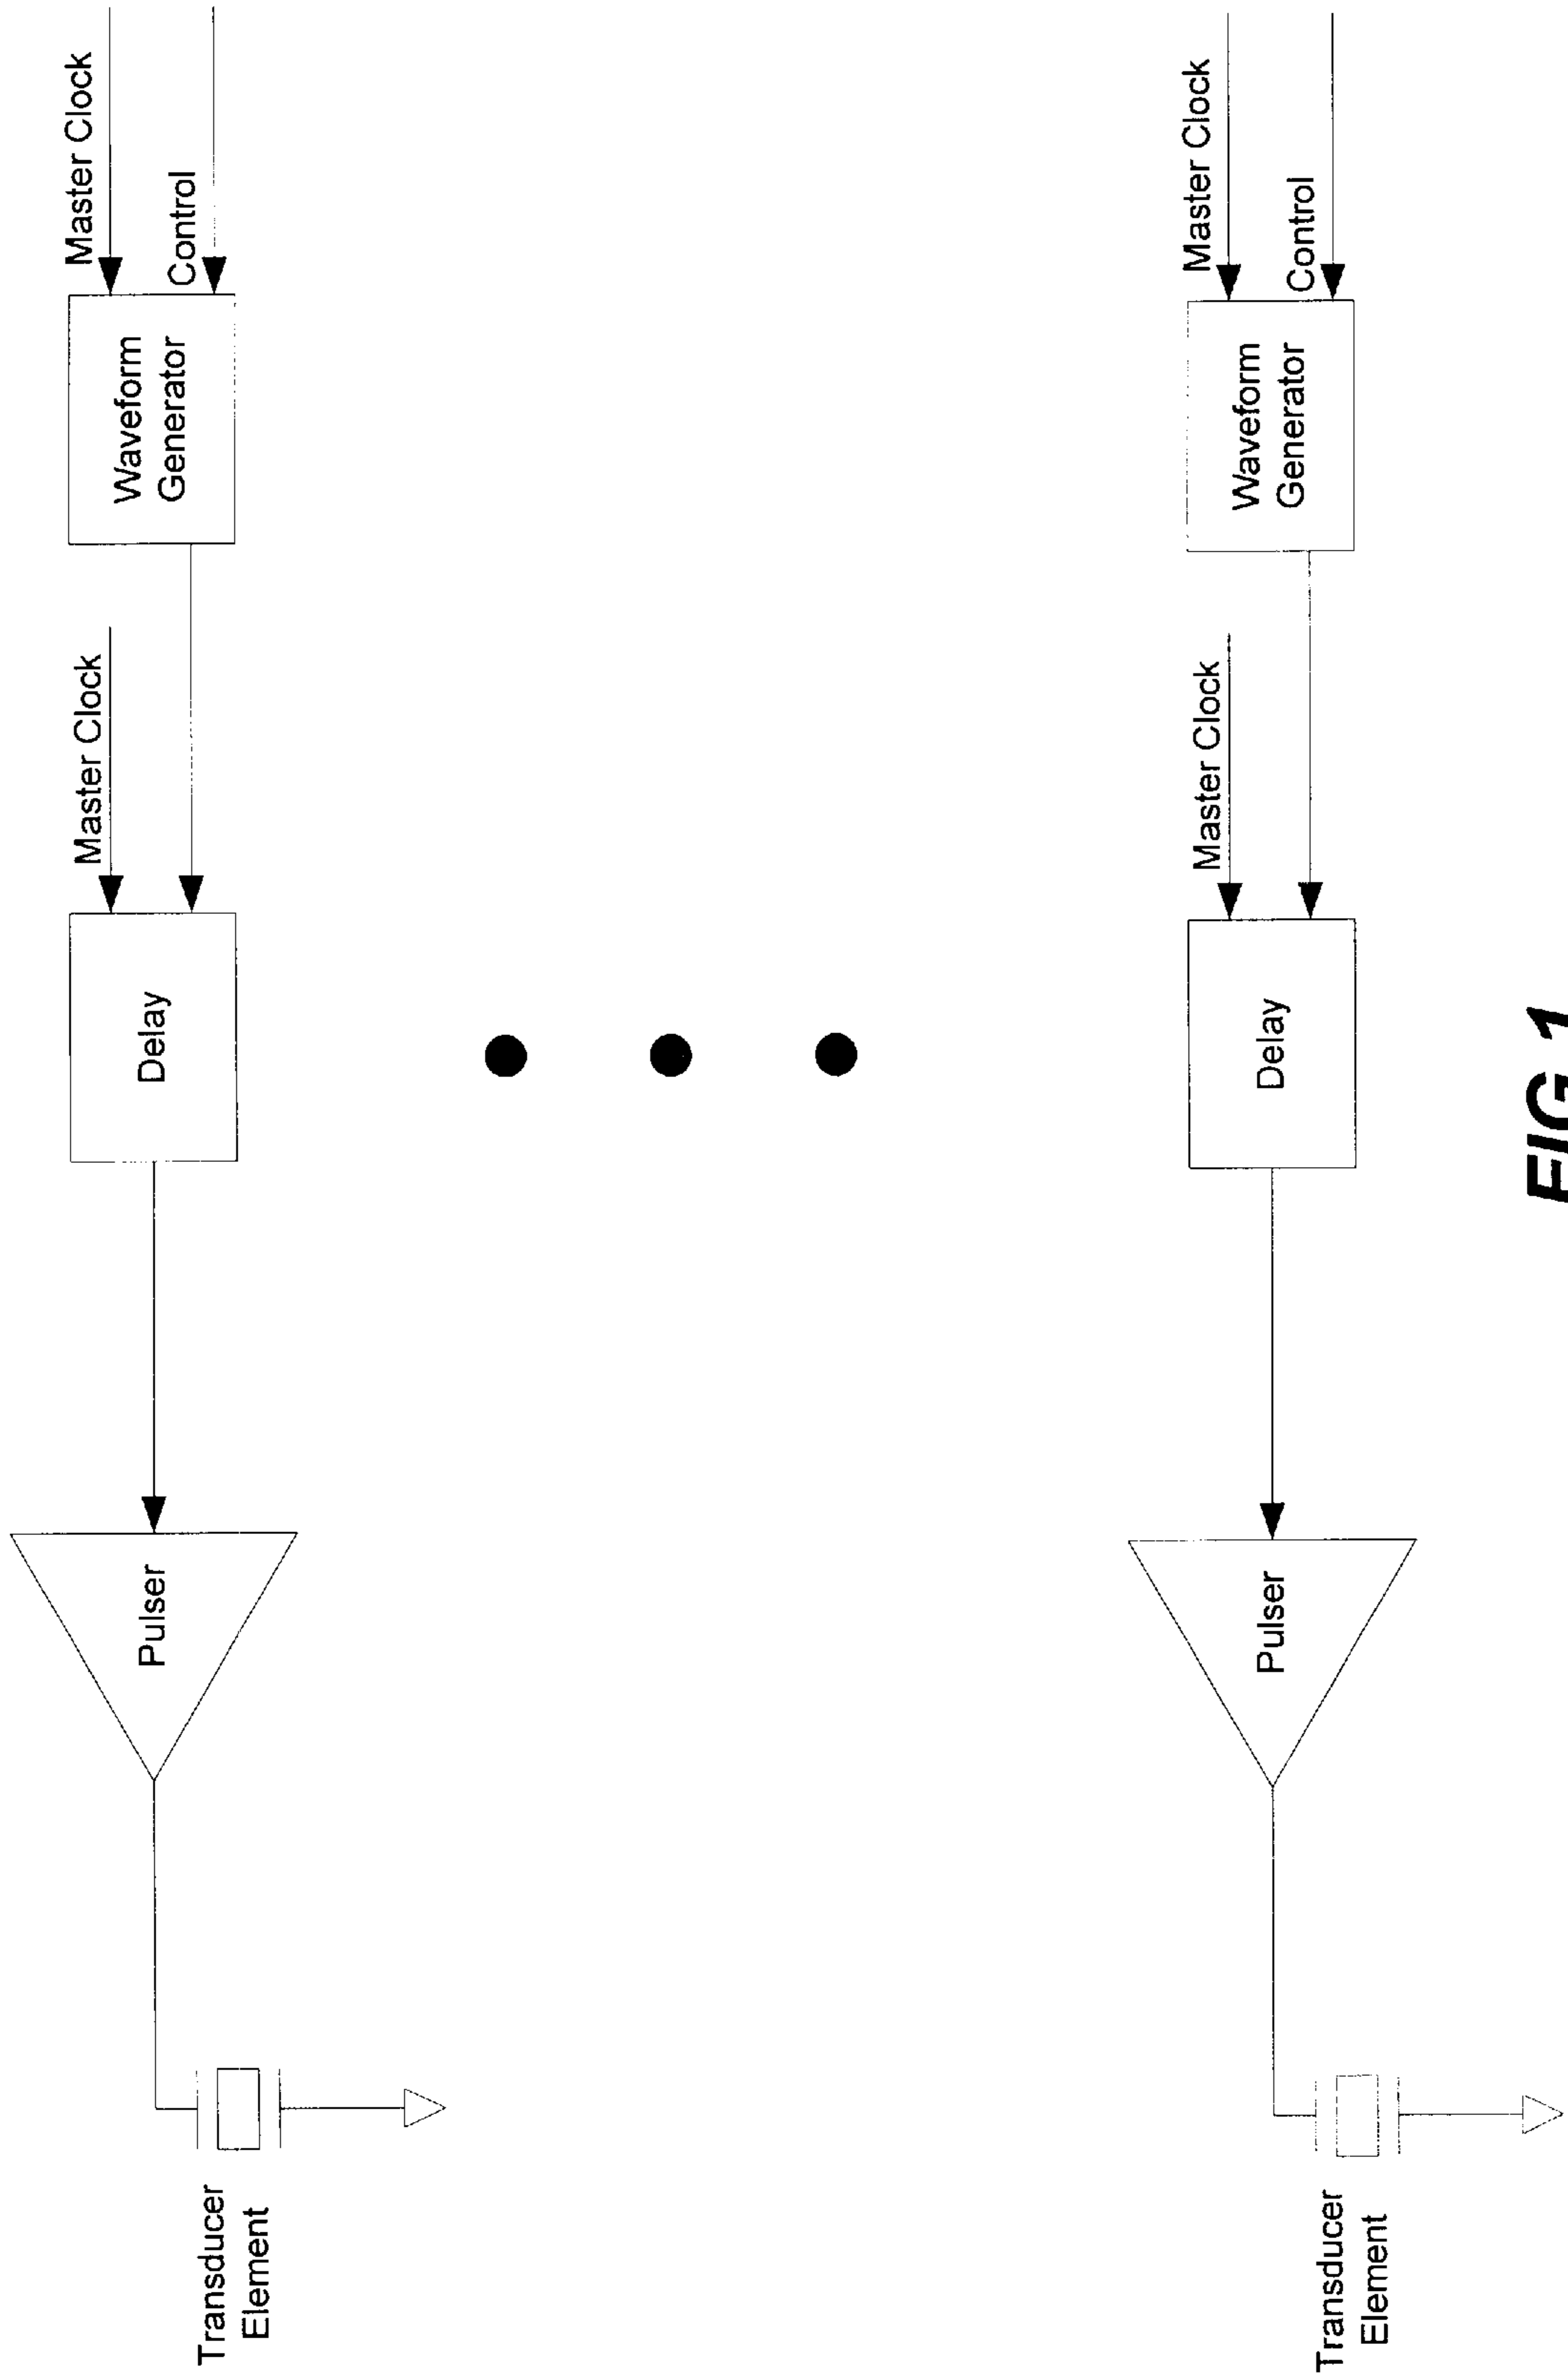 Transducer
Element
Pulser
Delay
Master Clock
Waveform
Generator
Master Clock
Control
Transducer
Element
Pulser
Delay
Master Clock
Waveform
Generator
Master Clock
Control
FIG 1